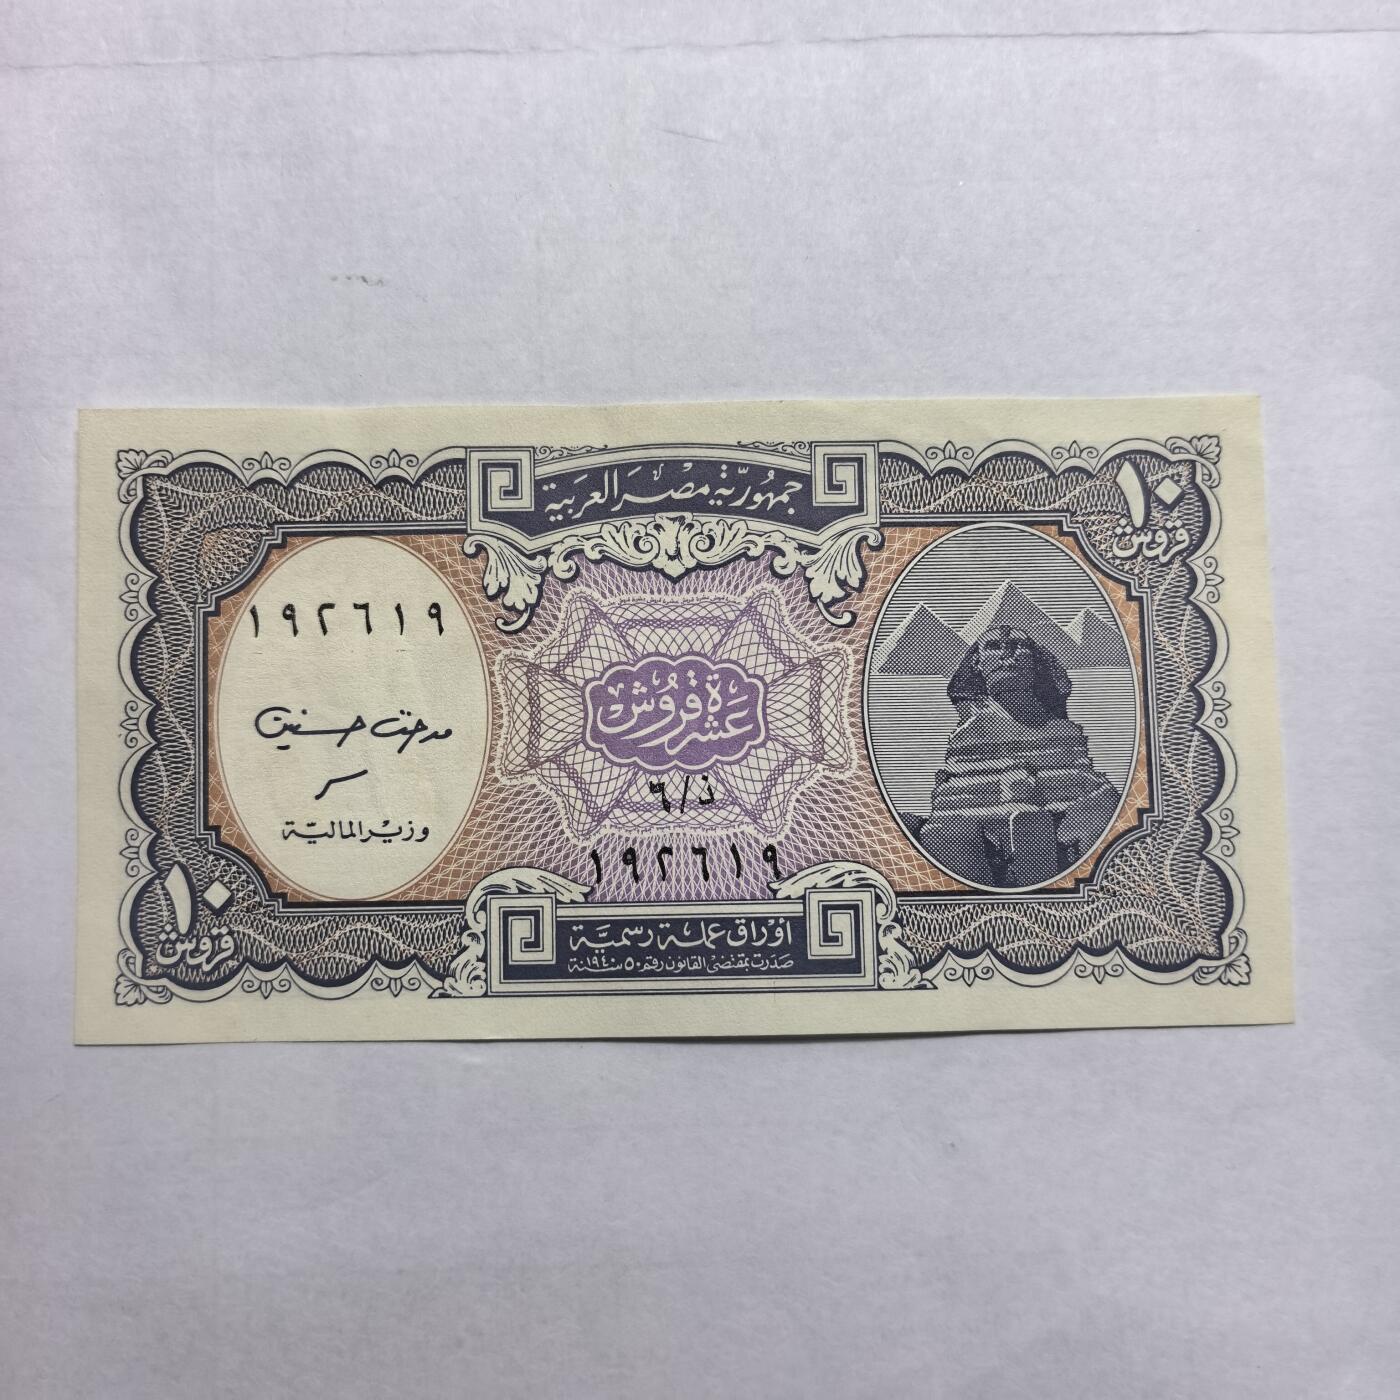 جمهورية مصر العربية
١٠
قروش
١٩٢٦١٩
مدحت حسنين
وزير المالية
عشرة قروش
ذ/٦
١٩٢٦١٩
١٠
قروش
أوراق عملة رسمية
صدرت بمقتضى القانون رقم ٥٠ لسنة ١٩٤٠